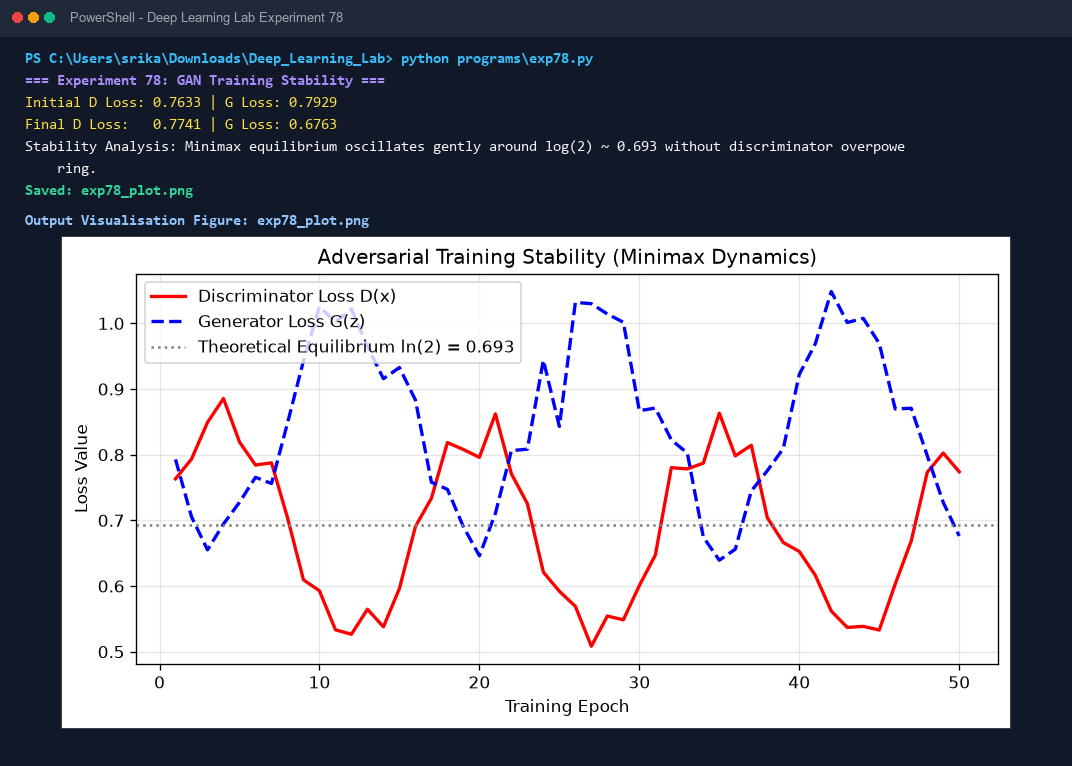 PowerShell - Deep Learning Lab Experiment 78
PS C:\Users\srika\Downloads\Deep_Learning_Lab> python programs\exp78.py
=== Experiment 78: GAN Training Stability ===
Initial D Loss: 0.7633 | G Loss: 0.7929
Final D Loss:   0.7741 | G Loss: 0.6763
Stability Analysis: Minimax equilibrium oscillates gently around log(2) ~ 0.693 without discriminator overpowe
ring.
Saved: exp78_plot.png
Output Visualisation Figure: exp78_plot.png
Adversarial Training Stability (Minimax Dynamics)
Discriminator Loss D(x)
Generator Loss G(z)
Theoretical Equilibrium ln(2) = 0.693
Loss Value
1.0
0.9
0.8
0.7
0.6
0.5
0 10 20 30 40 50
Training Epoch